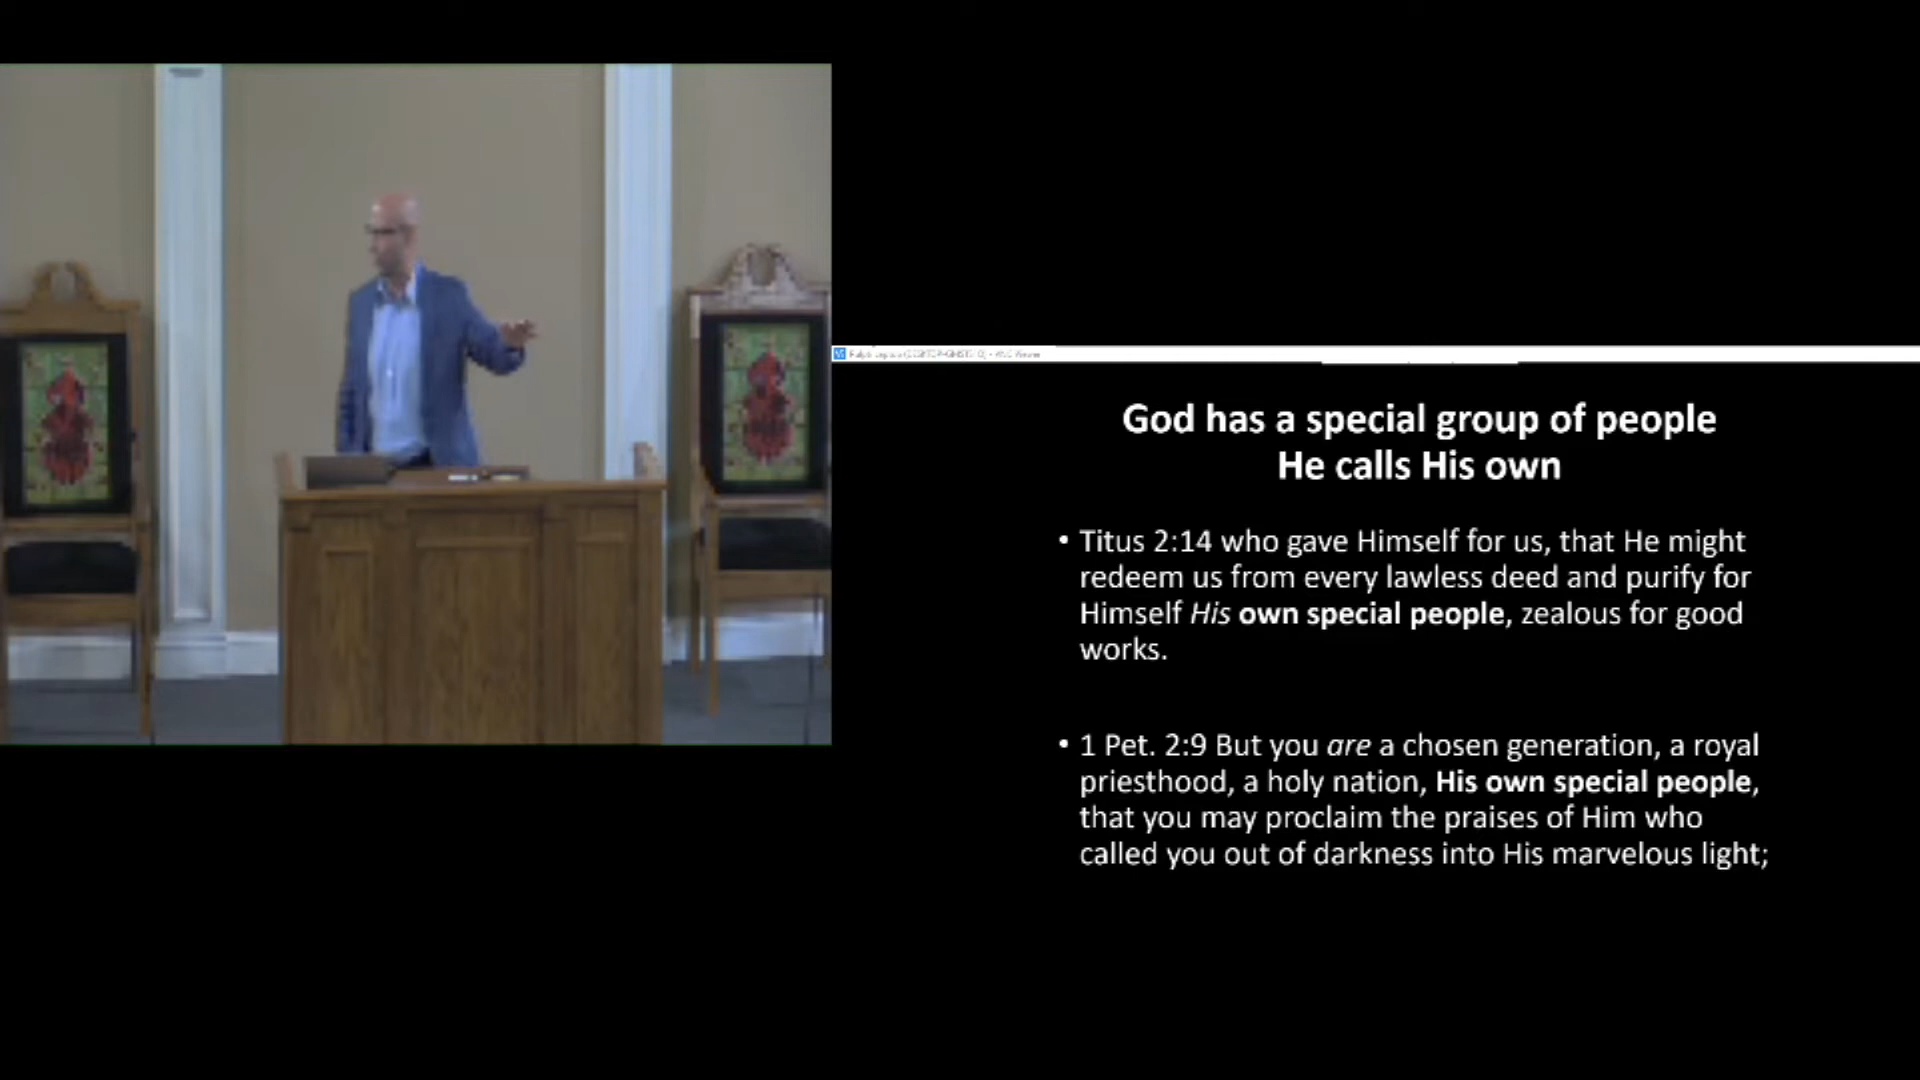 God has a special group of people
He calls His own
• Titus 2:14 who gave Himself for us, that He might
redeem us from every lawless deed and purify for
Himself His own special people, zealous for good
works.
• 1 Pet. 2:9 But you are a chosen generation, a royal
priesthood, a holy nation, His own special people,
that you may proclaim the praises of Him who
called you out of darkness into His marvelous light;